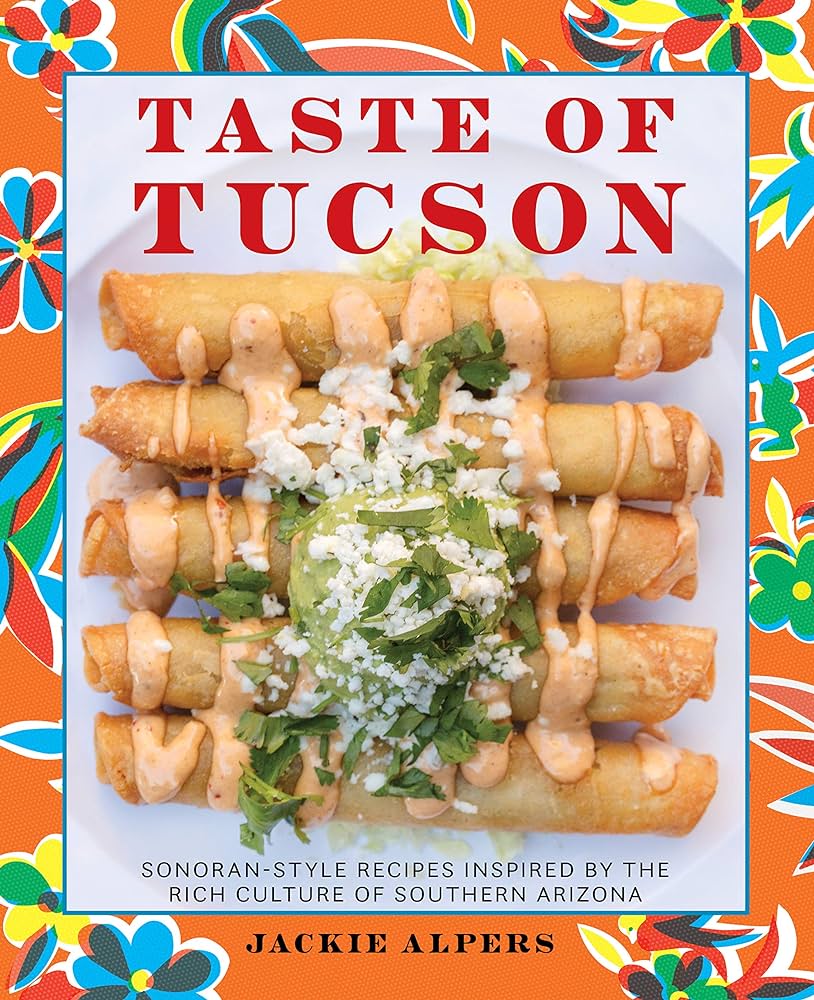 TASTE OF
TUCSON
SONORAN-STYLE RECIPES INSPIRED BY THE
RICH CULTURE OF SOUTHERN ARIZONA
JACKIE ALPERS